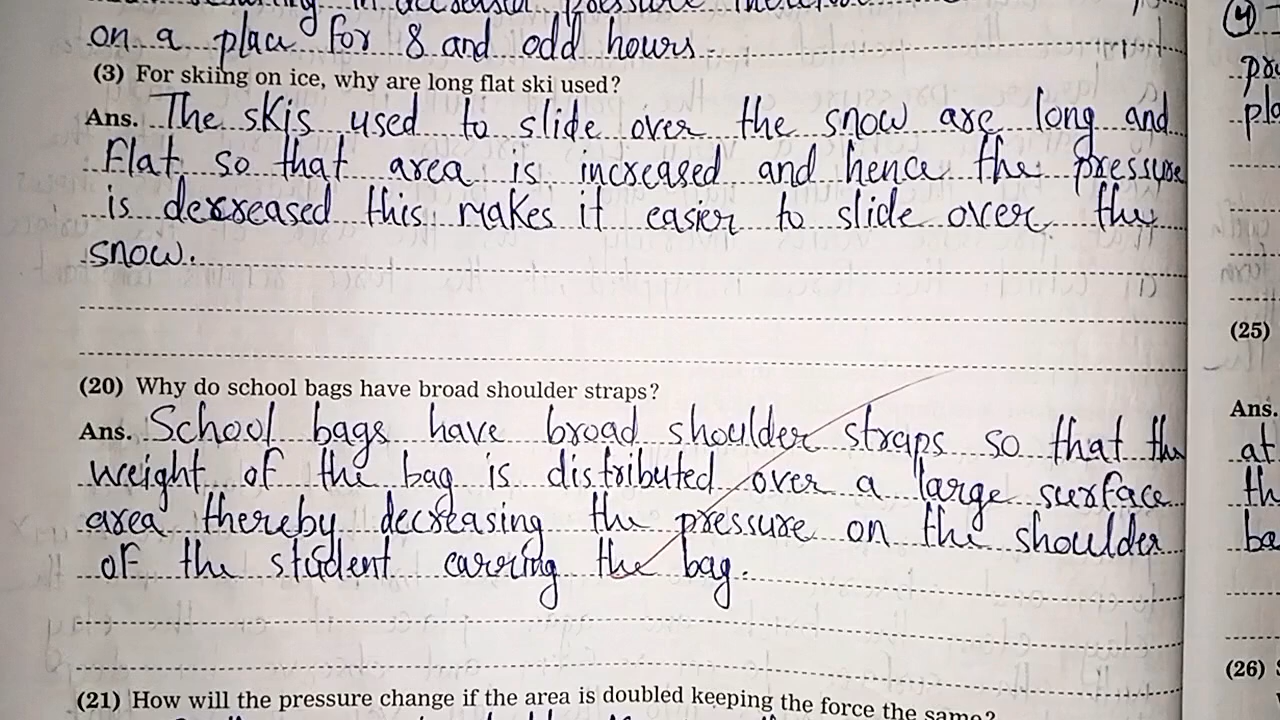 on a place for 8 and odd hours.
(3) For skiing on ice, why are long flat ski used?
Ans. The skis used to slide over the snow are long and
Flat so that area is increased and hence the pressure
is decreased this makes it easier to slide over the
snow.
(20) Why do school bags have broad shoulder straps?
Ans. School bags have broad shoulder straps so that the
weight of the bag is distributed over a large surface
area thereby decreasing the pressure on the shoulder
of the student carring the bag.
(21) How will the pressure change if the area is doubled keeping the force the same?
(4)
(25)
Ans.
at
(26)